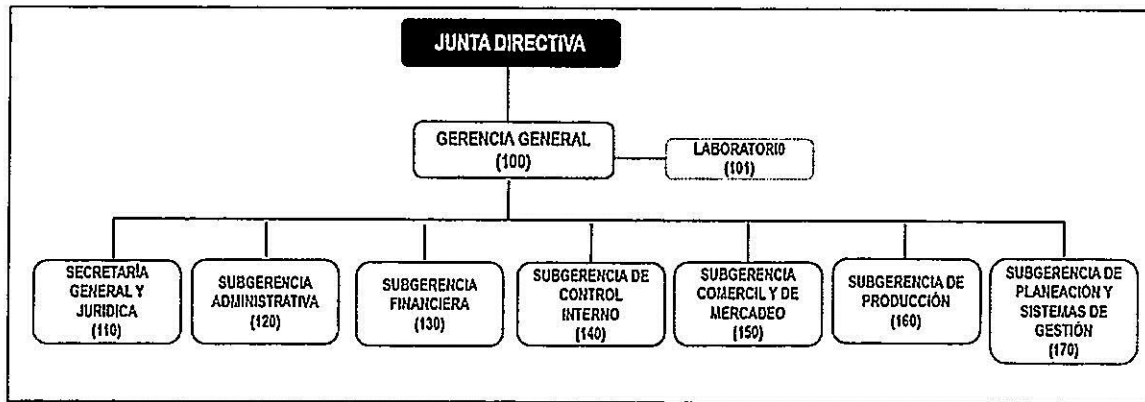 JUNTA DIRECTIVA
GERENCIA GENERAL
(100)
LABORATORIO
(101)
SECRETARÍA
GENERAL Y
JURIDICA
(110)
SUBGERENCIA
ADMINISTRATIVA
(120)
SUBGERENCIA
FINANCIERA
(130)
SUBGERENCIA DE
CONTROL
INTERNO
(140)
SUBGERENCIA
COMERCIL Y DE
MERCADEO
(150)
SUBGERENCIA
DE PRODUCCIÓN
(160)
SUBGERENCIA DE
PLANEACIÓN Y
SISTEMAS DE
GESTIÓN
(170)